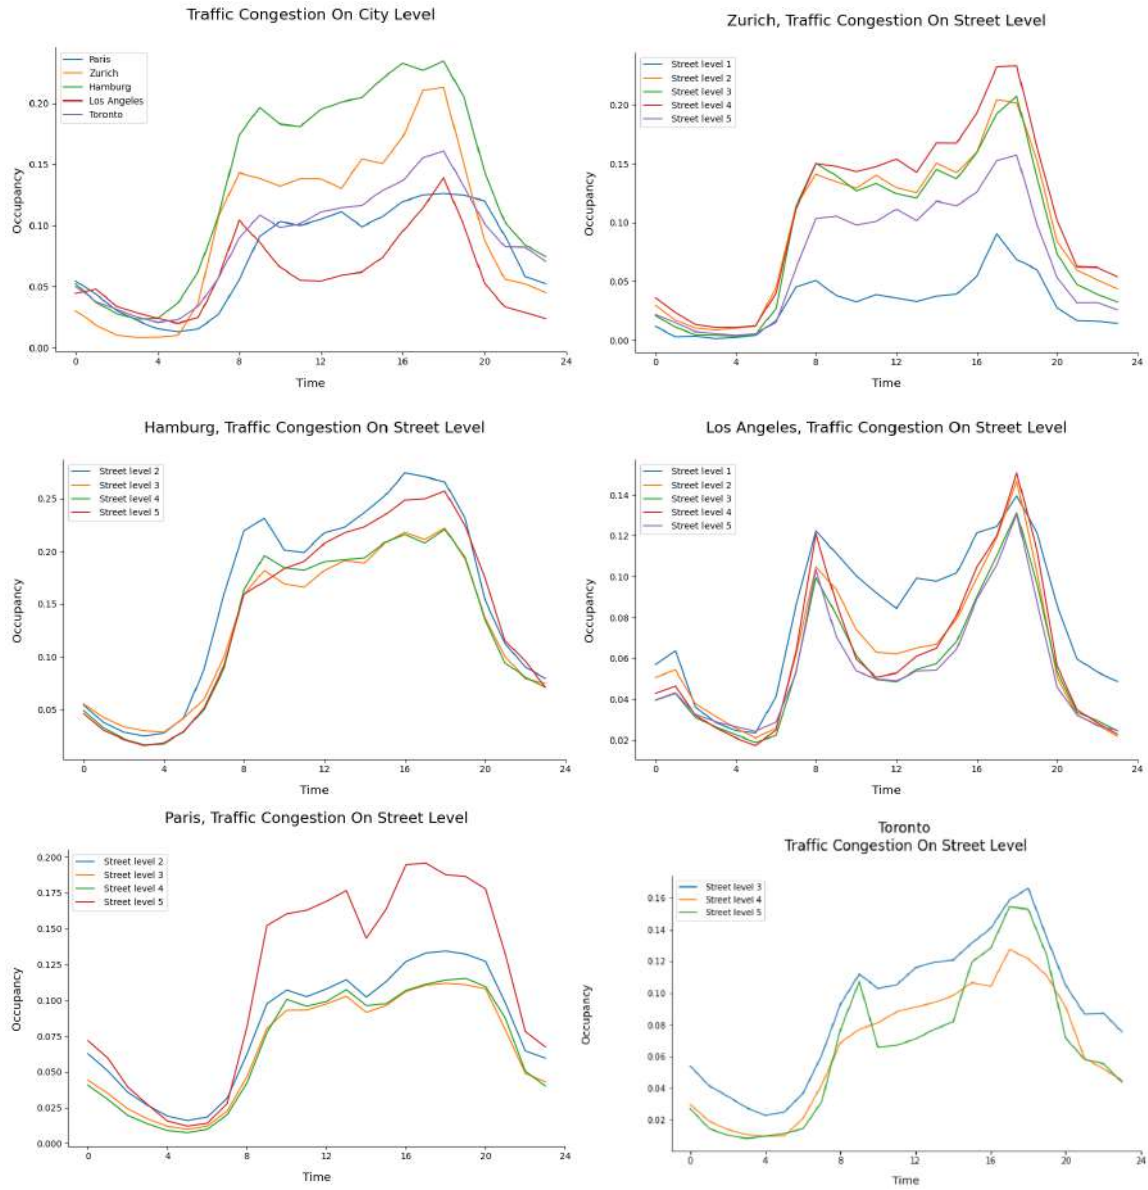 Traffic Congestion On City Level
Paris
Zurich
Hamburg
Los Angeles
Toronto
0.20
0.15
0.10
0.05
0.00
Occupancy
0 4 8 12 16 20 24
Time
Zurich, Traffic Congestion On Street Level
Street level 1
Street level 2
Street level 3
Street level 4
Street level 5
0.20
0.15
0.10
0.05
0.00
Occupancy
0 4 8 12 16 20 24
Time
Hamburg, Traffic Congestion On Street Level
Street level 2
Street level 3
Street level 4
Street level 5
0.25
0.20
0.15
0.10
0.05
Occupancy
0 4 8 12 16 20 24
Time
Los Angeles, Traffic Congestion On Street Level
Street level 1
Street level 2
Street level 3
Street level 4
Street level 5
0.14
0.12
0.10
0.08
0.06
0.04
0.02
Occupancy
0 4 8 12 16 20 24
Time
Paris, Traffic Congestion On Street Level
Street level 2
Street level 3
Street level 4
Street level 5
0.200
0.175
0.150
0.125
0.100
0.075
0.050
0.025
0.000
Occupancy
0 4 8 12 16 20 24
Time
Toronto
Traffic Congestion On Street Level
Street level 3
Street level 4
Street level 5
0.16
0.14
0.12
0.10
0.08
0.06
0.04
0.02
Occupancy
0 4 8 12 16 20 24
Time